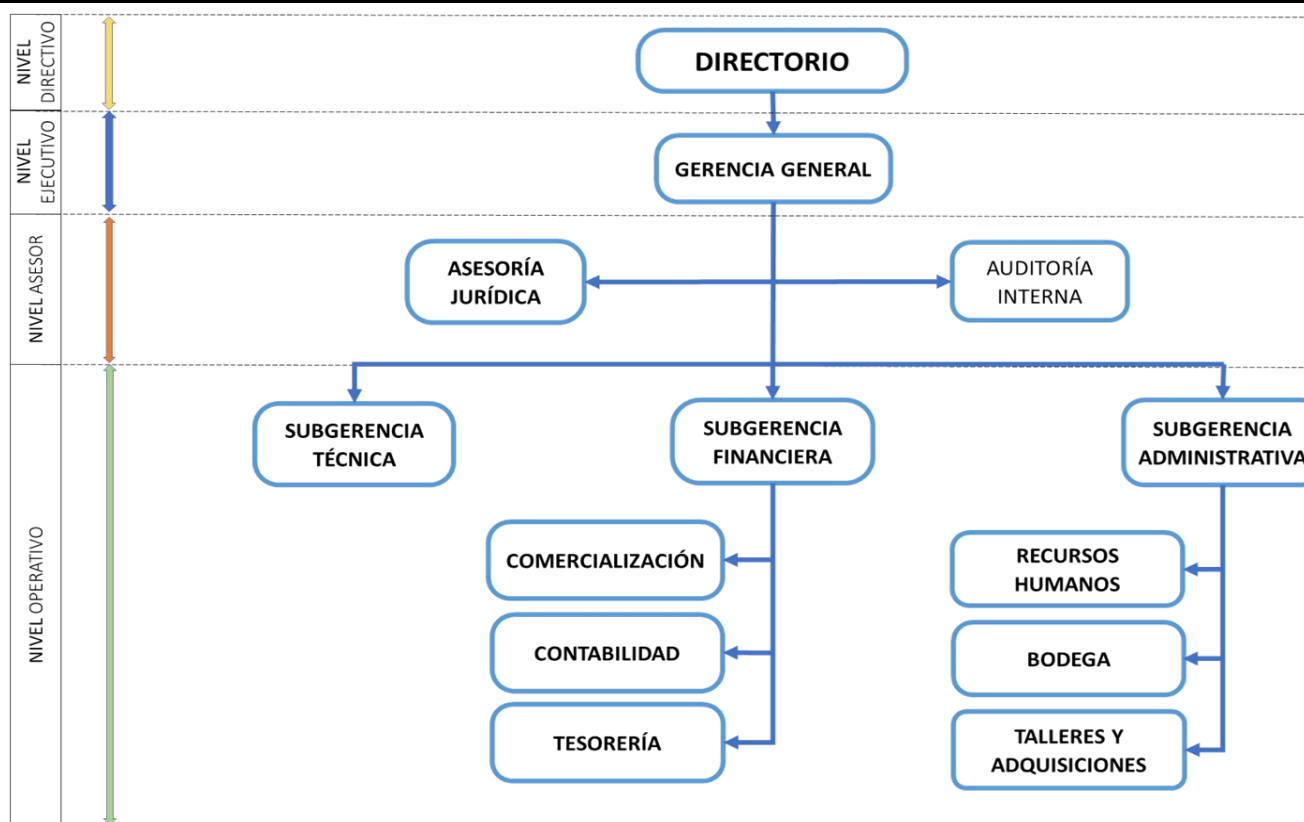 NIVEL
DIRECTIVO
DIRECTORIO
NIVEL
EJECUTIVO
GERENCIA GENERAL
NIVEL ASESOR
ASESORÍA
JURÍDICA
AUDITORÍA
INTERNA
NIVEL OPERATIVO
SUBGERENCIA
TÉCNICA
SUBGERENCIA
FINANCIERA
SUBGERENCIA
ADMINISTRATIVA
COMERCIALIZACIÓN
CONTABILIDAD
TESORERÍA
RECURSOS
HUMANOS
BODEGA
TALLERES Y
ADQUISICIONES